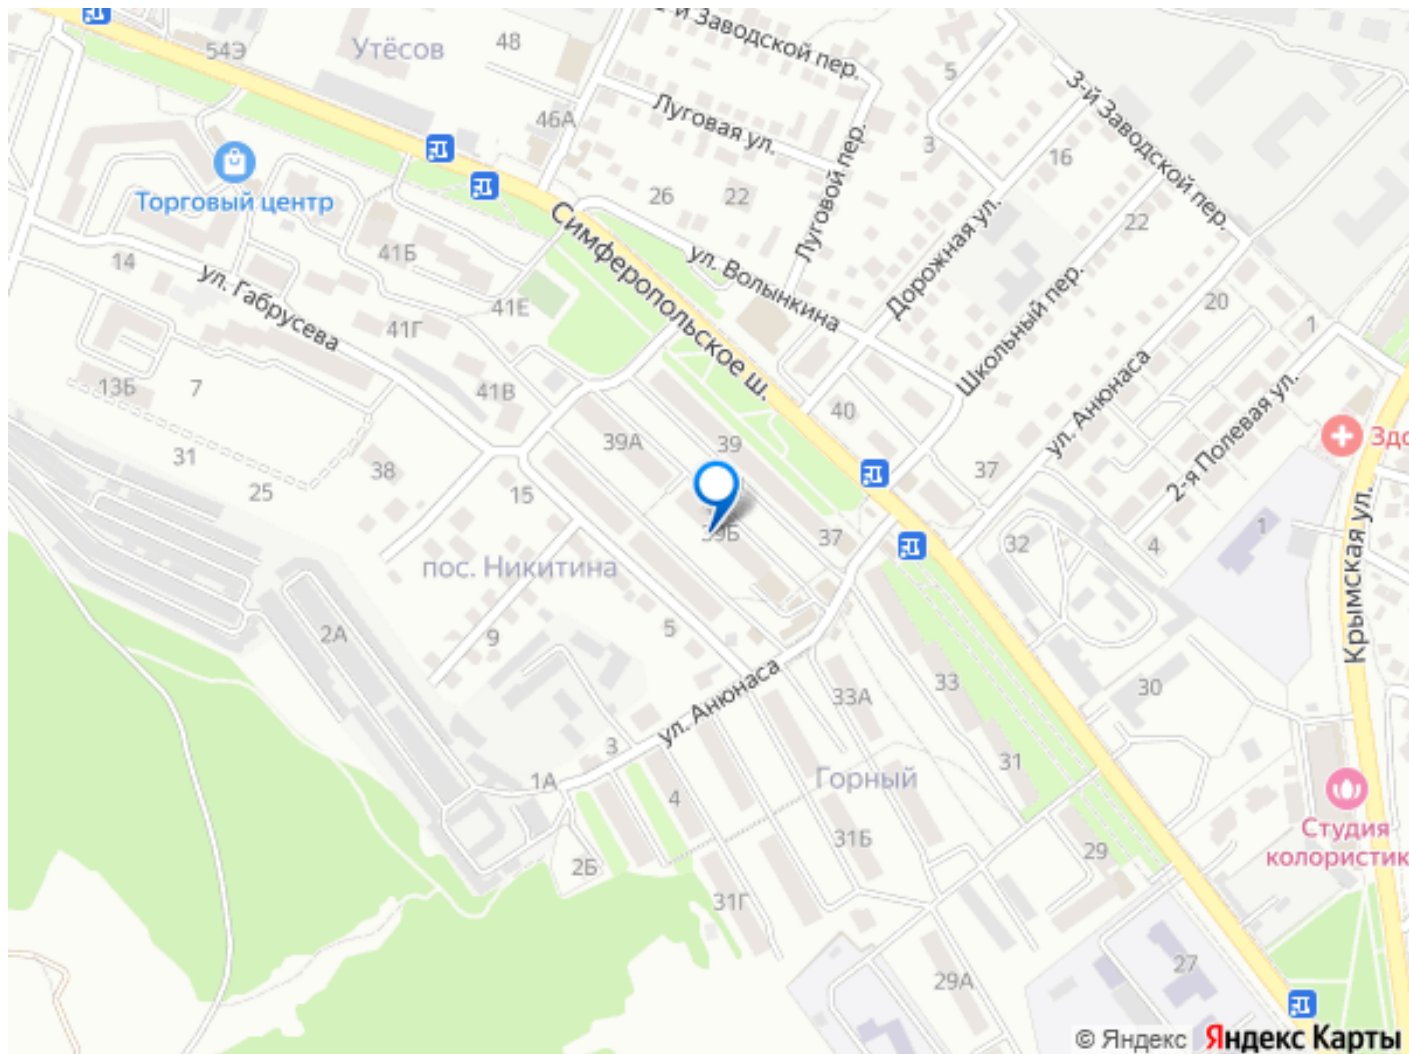 2-й Заводской пер.
54Э
Утёсов
48
5
3-й Заводской пер.
46А
Луговая ул.
3
16
Торговый центр
26
22
Луговой пер.
Дорожная ул.
22
14
41Б
Симферопольское ш.
ул. Волынкина
ул. Габрусева
41Е
41Г
Школьный пер.
20
1
13Б
7
41В
40
ул. Анюнаса
2-я Полевая ул.
39А
39
Здо
31
38
25
15
37
37
39Б
1
32
4
Крымская ул.
пос. Никитина
2А
9
5
33А
33
30
ул. Анюнаса
3
1А
31
Горный
4
31Б
29
Студия
колористик
2Б
31Г
29А
27
© Яндекс Яндекс Карты